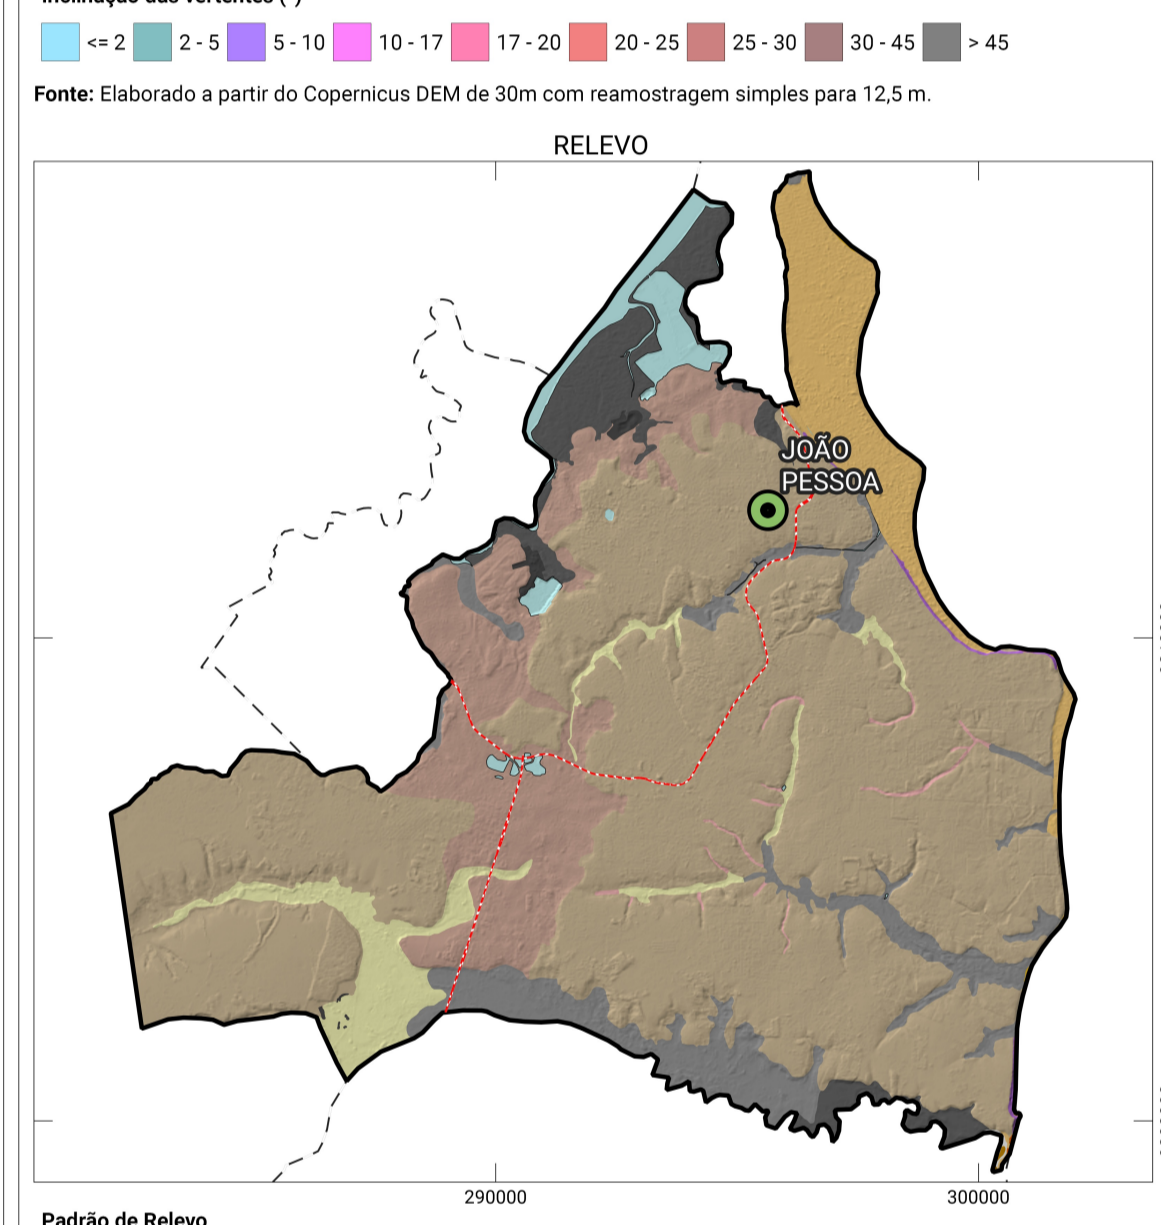 <= 2 2 - 5 5 - 10 10 - 17 17 - 20 20 - 25 25 - 30 30 - 45 > 45
Fonte: Elaborado a partir do Copernicus DEM de 30m com reamostragem simples para 12,5 m.
RELEVO
JOÃO
PESSOA
290000 300000
Padrão de Relevo